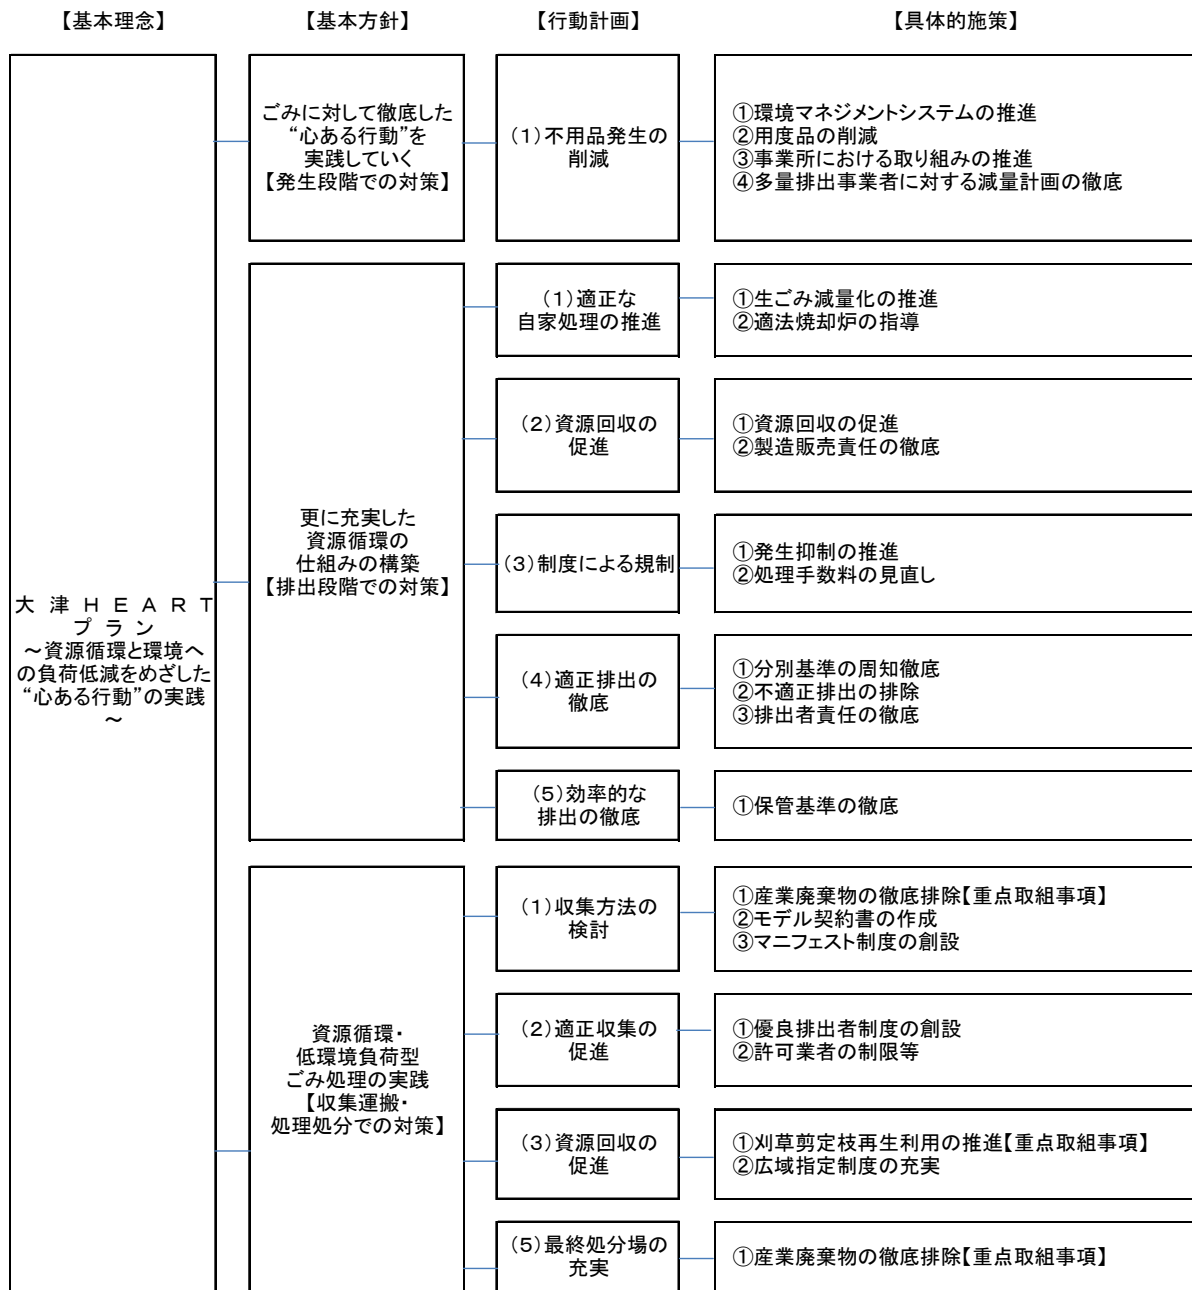 【基本理念】
【基本方針】
【行動計画】
【具体的施策】
大 津 H E A R T
プ ラ ン
～資源循環と環境へ
の負荷低減をめざした
“心ある行動”の実践
～
ごみに対して徹底した
“心ある行動”を
実践していく
【発生段階での対策】
（1）不用品発生の
削減
①環境マネジメントシステムの推進
②用度品の削減
③事業所における取り組みの推進
④多量排出事業者に対する減量計画の徹底
更に充実した
資源循環の
仕組みの構築
【排出段階での対策】
（1）適正な
自家処理の推進
①生ごみ減量化の推進
②適法焼却炉の指導
（2）資源回収の
促進
①資源回収の促進
②製造販売責任の徹底
（3）制度による規制
①発生抑制の推進
②処理手数料の見直し
（4）適正排出の
徹底
①分別基準の周知徹底
②不適正排出の排除
③排出者責任の徹底
（5）効率的な
排出の徹底
①保管基準の徹底
資源循環・
低環境負荷型
ごみ処理の実践
【収集運搬・
処理処分での対策】
（1）収集方法の
検討
①産業廃棄物の徹底排除【重点取組事項】
②モデル契約書の作成
③マニフェスト制度の創設
（2）適正収集の
促進
①優良排出者制度の創設
②許可業者の制限等
（3）資源回収の
促進
①刈草剪定枝再生利用の推進【重点取組事項】
②広域指定制度の充実
（5）最終処分場の
充実
①産業廃棄物の徹底排除【重点取組事項】